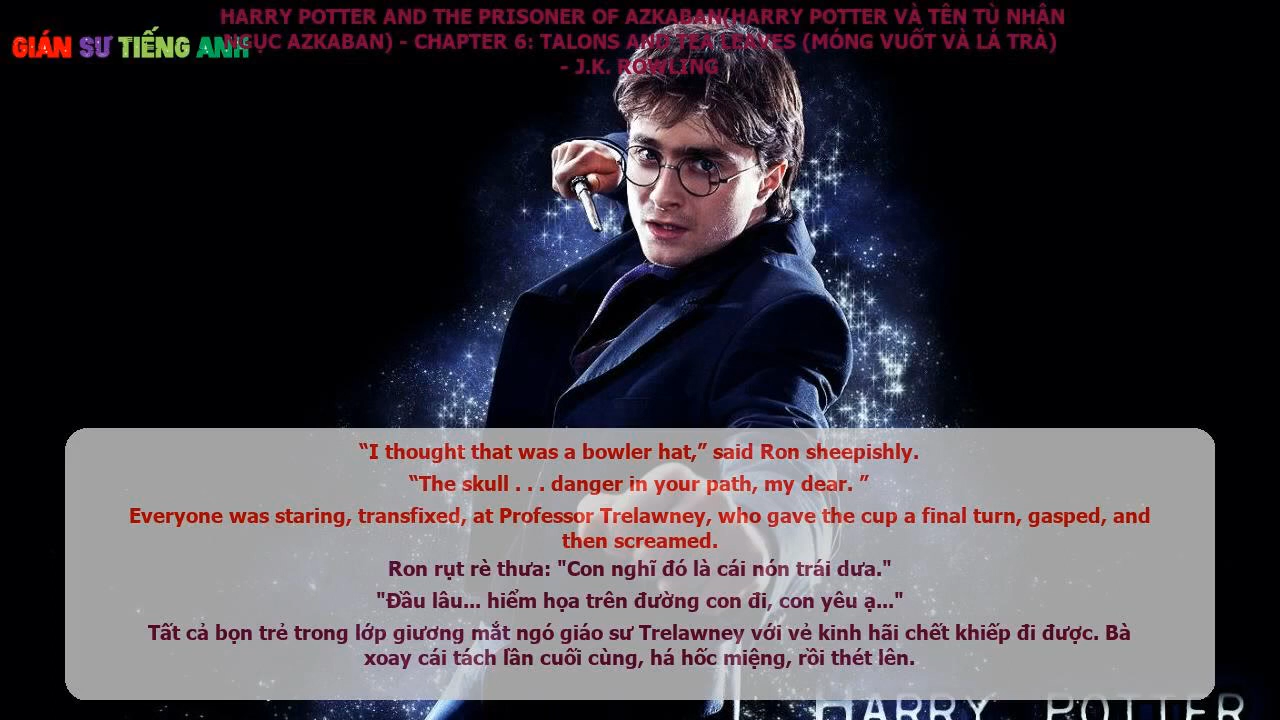 HARRY POTTER AND THE PRISONER OF AZKABAN(HARRY POTTER VÀ TÊN TÙ NHÂN
NGỤC AZKABAN) - CHAPTER 6: TALONS AND TEA LEAVES (MÓNG VUỐT VÀ LÁ TRÀ)
- J.K. ROWLING
GIÁN SƯ TIẾNG ANH
“I thought that was a bowler hat,” said Ron sheepishly.
“The skull . . . danger in your path, my dear. ”
Everyone was staring, transfixed, at Professor Trelawney, who gave the cup a final turn, gasped, and
then screamed.
Ron rụt rè thưa: "Con nghĩ đó là cái nón trái dưa."
"Đầu lâu... hiểm họa trên đường con đi, con yêu ạ..."
Tất cả bọn trẻ trong lớp giương mắt ngó giáo sư Trelawney với vẻ kinh hãi chết khiếp đi được. Bà
xoay cái tách lần cuối cùng, há hốc miệng, rồi thét lên.
HARRY POTTER